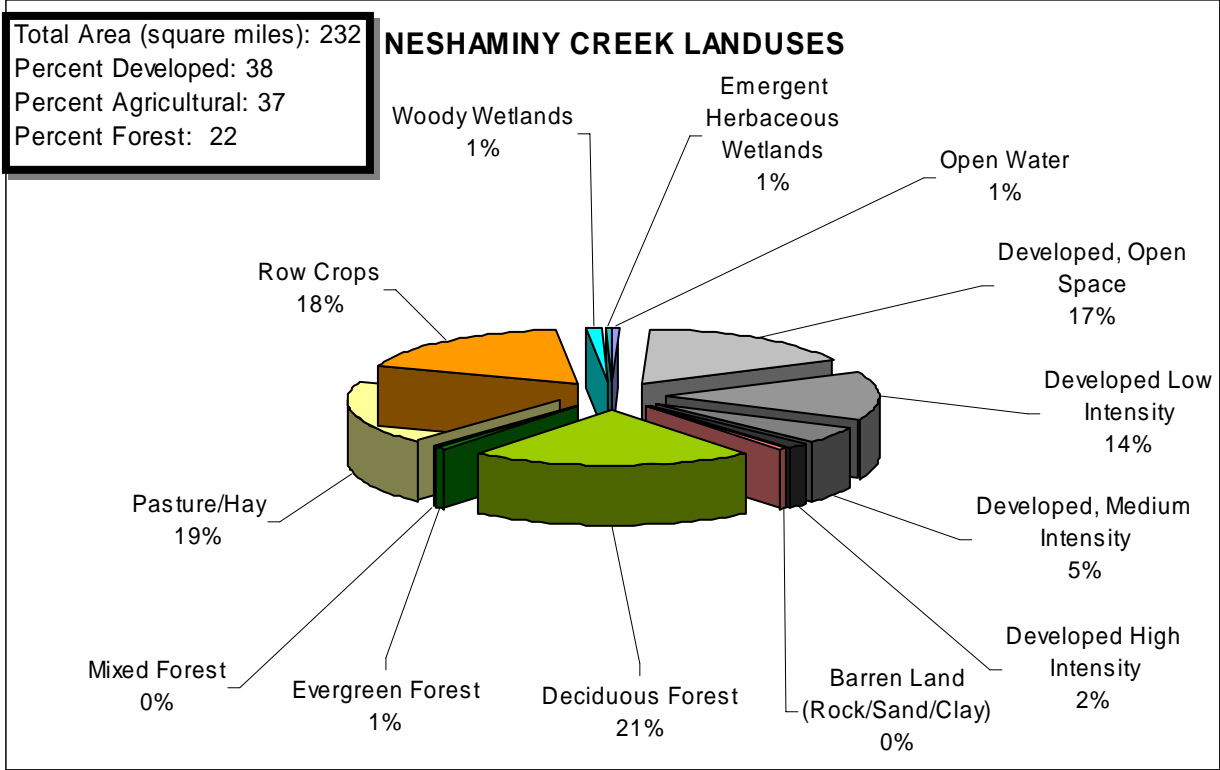 Total Area (square miles): 232
Percent Developed: 38
Percent Agricultural: 37
Percent Forest: 22
NESHAMINY CREEK LANDUSES
Woody Wetlands
1%
Emergent
Herbaceous
Wetlands
1%
Open Water
1%
Developed, Open
Space
17%
Developed Low
Intensity
14%
Developed, Medium
Intensity
5%
Developed High
Intensity
2%
Barren Land
(Rock/Sand/Clay)
0%
Deciduous Forest
21%
Evergreen Forest
1%
Mixed Forest
0%
Pasture/Hay
19%
Row Crops
18%